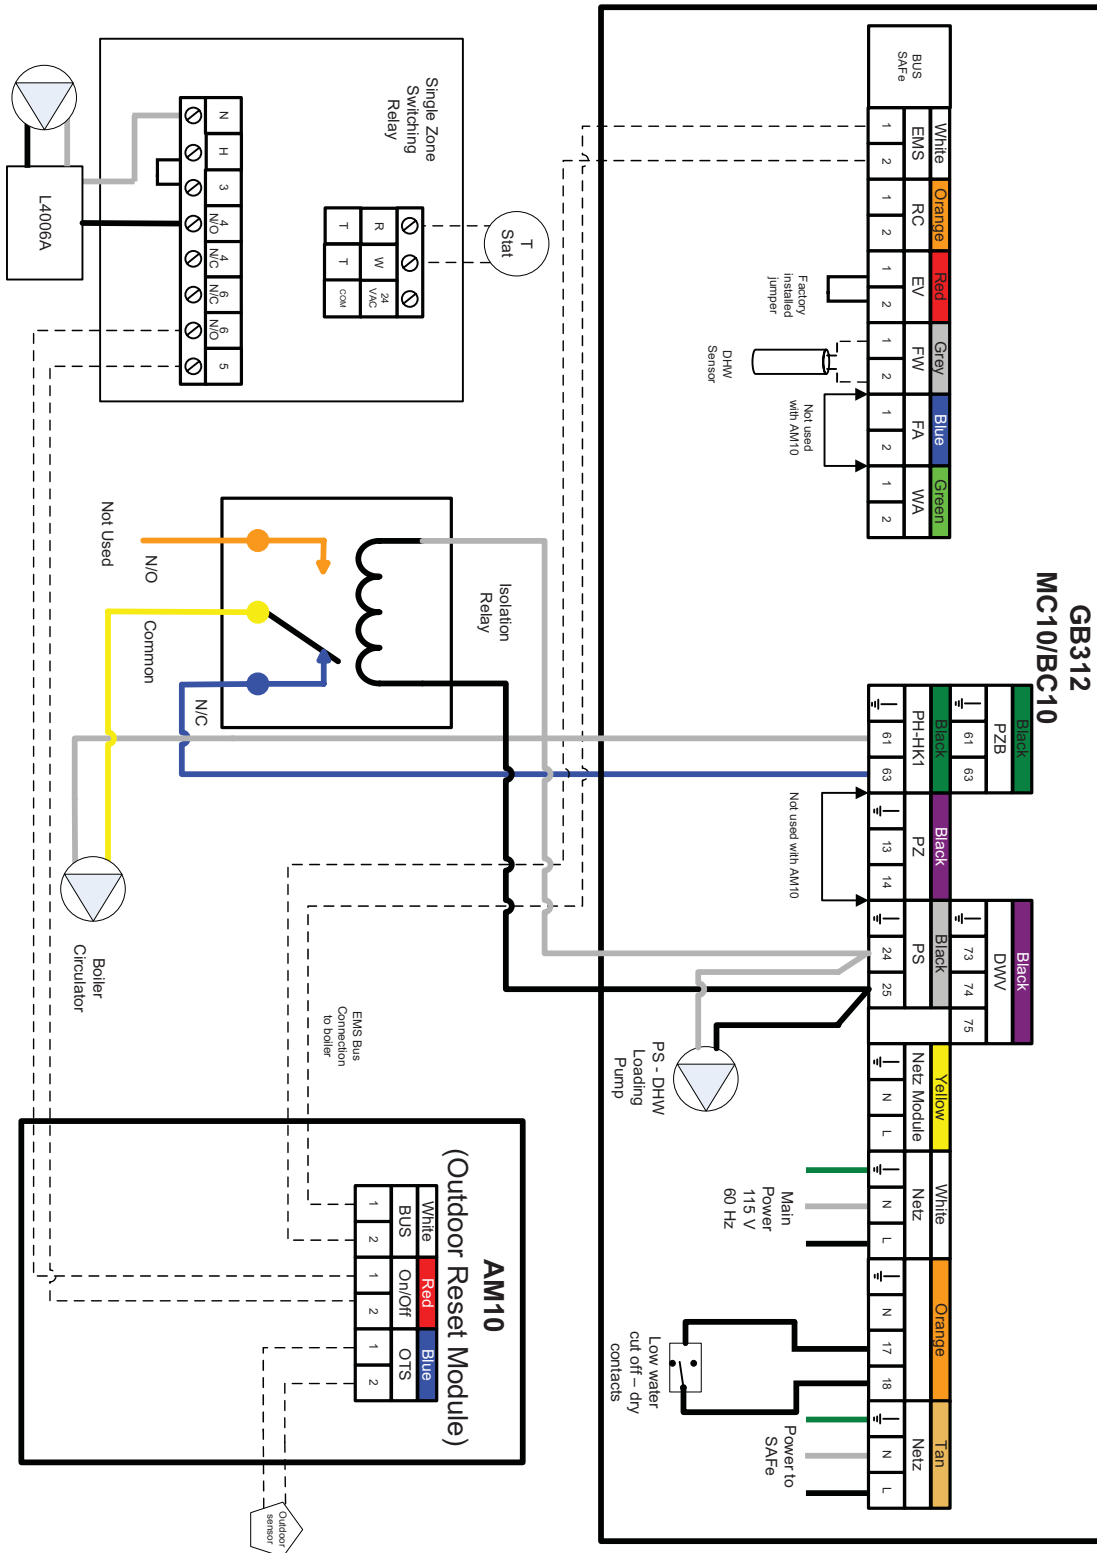 GB312
MC10/BC10
BUS
SAFe
White
Orange
Red
Grey
Blue
Green
EMS
RC
EV
FW
FA
WA
1
2
1
2
1
2
1
2
1
2
1
2
Factory
installed
jumper
DHW
Sensor
Not used
with AM10
Black
PZB
61
63
Black
PH-HK1
61
63
Black
PZ
13
14
Not used with AM10
Black
DWV
73
74
75
Black
PS
24
25
PS - DHW
Loading
Pump
Yellow
Netz Module
N
L
White
Netz
N
L
Main
Power
115 V
60 Hz
Orange
N
17
18
Low water
cut off – dry
contacts
Tan
Netz
N
L
Power to
SAFe
Single Zone
Switching
Relay
T
Stat
R
W
24
VAC
T
T
COM
N
H
3
4
N/O
4
N/C
6
N/C
6
N/O
5
L4006A
Isolation
Relay
N/O
Common
N/C
Not Used
Boiler
Circulator
EMS Bus
Connection
to boiler
AM10
(Outdoor Reset Module)
White
Red
Blue
BUS
On/Off
OTS
1
2
1
2
1
2
Outdoor
sensor